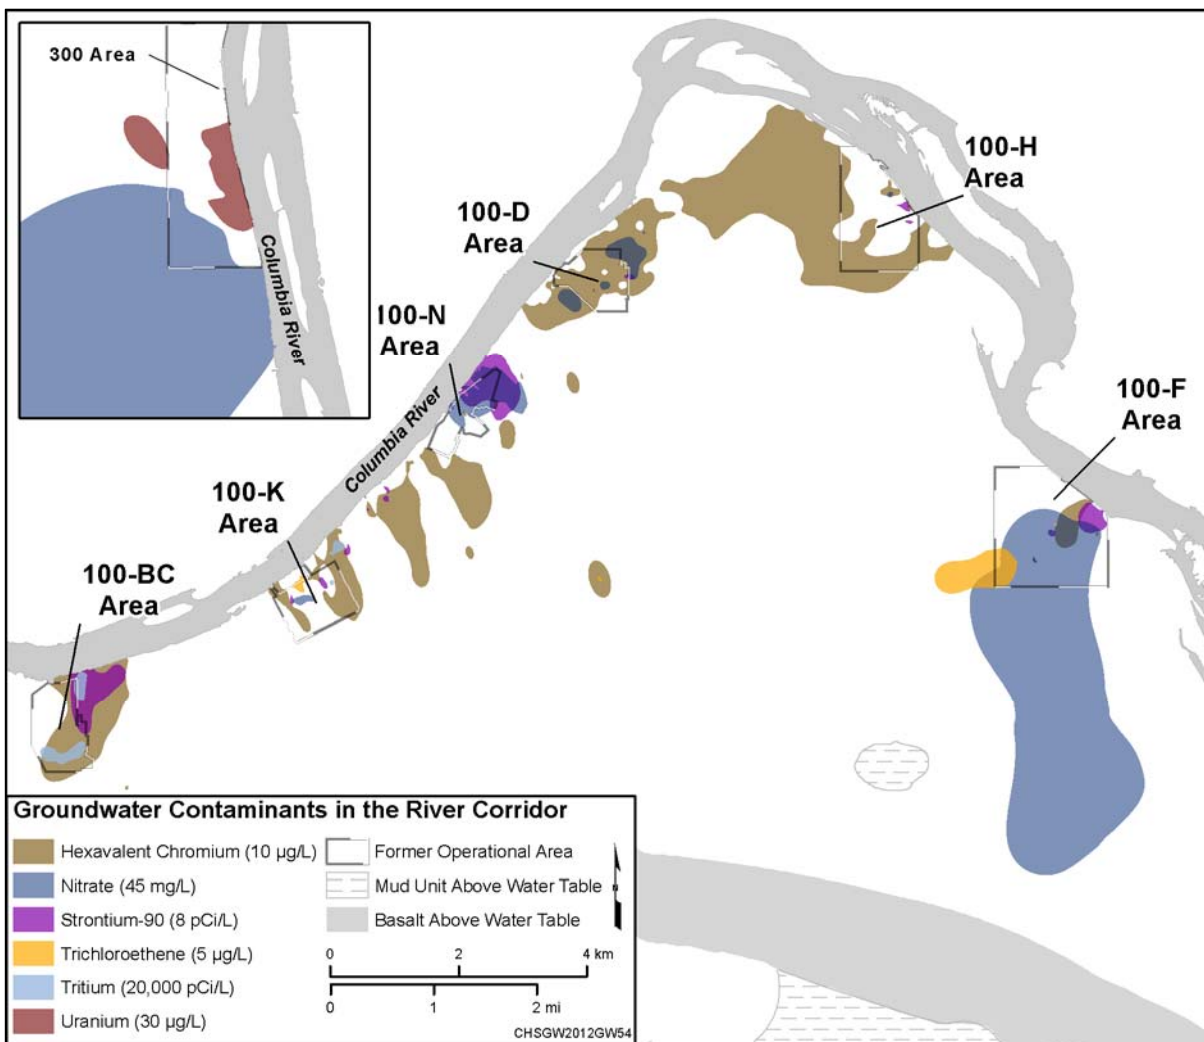 300 Area
Columbia River
100-H
Area
100-D
Area
100-N
Area
Columbia River
100-F
Area
100-K
Area
100-BC
Area
Groundwater Contaminants in the River Corridor
Hexavalent Chromium (10 µg/L)
Nitrate (45 mg/L)
Strontium-90 (8 pCi/L)
Trichloroethene (5 µg/L)
Tritium (20,000 pCi/L)
Uranium (30 µg/L)
Former Operational Area
Mud Unit Above Water Table
Basalt Above Water Table
0 2 4 km
0 1 2 mi
CHSGW2012GW54